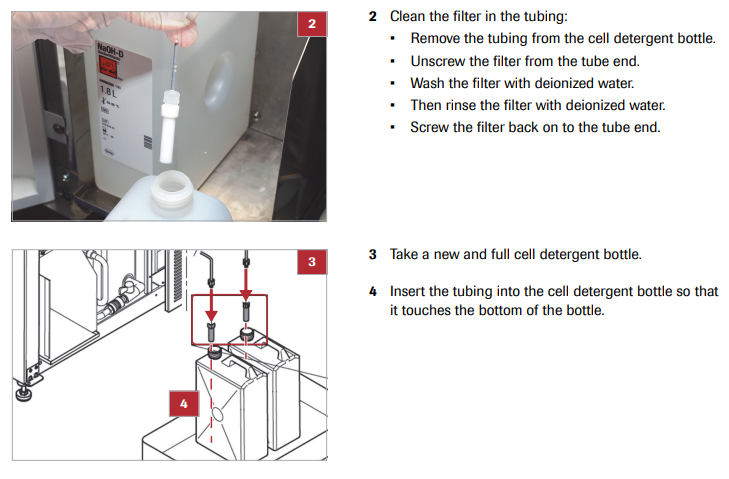 2
NaOH-D
1.8 L
2 Clean the filter in the tubing:
▪ Remove the tubing from the cell detergent bottle.
▪ Unscrew the filter from the tube end.
▪ Wash the filter with deionized water.
▪ Then rinse the filter with deionized water.
▪ Screw the filter back on to the tube end.
3
4
3 Take a new and full cell detergent bottle.
4 Insert the tubing into the cell detergent bottle so that
it touches the bottom of the bottle.